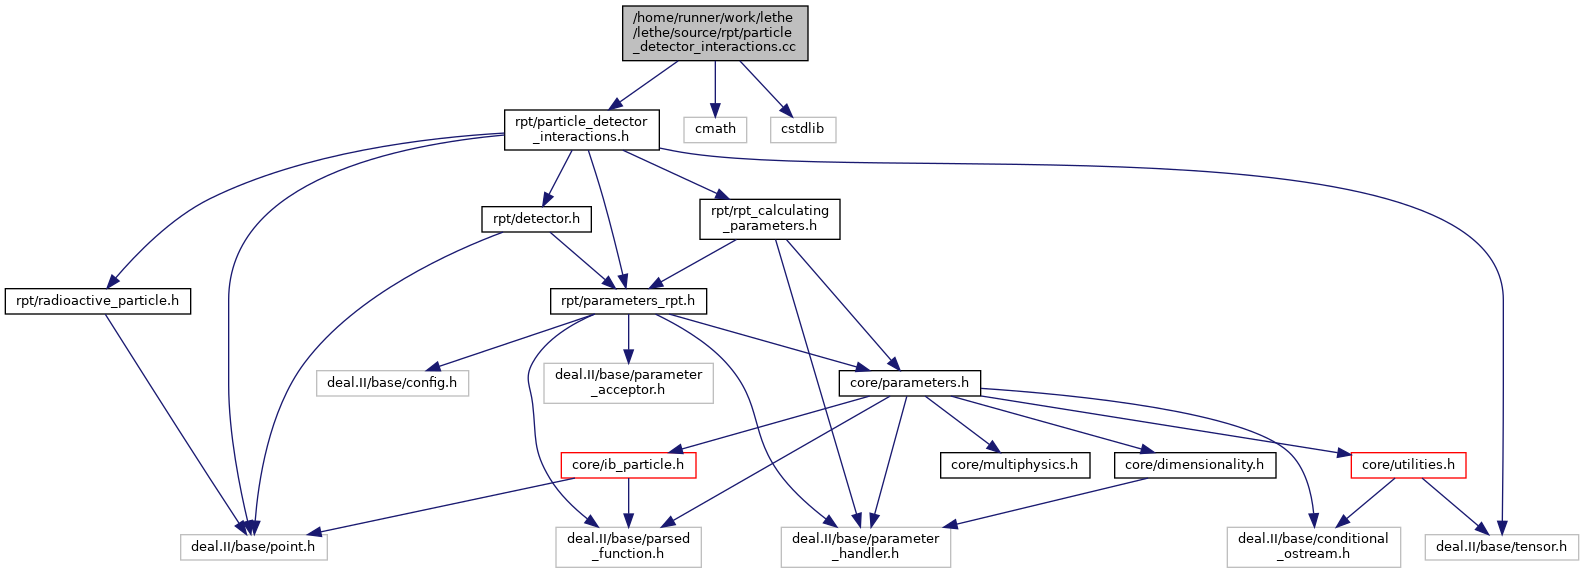 /home/runner/work/lethe
/lethe/source/rpt/particle
_detector_interactions.cc
rpt/particle_detector
_interactions.h
cmath
cstdlib
rpt/detector.h
rpt/rpt_calculating
_parameters.h
rpt/radioactive_particle.h
rpt/parameters_rpt.h
deal.II/base/config.h
deal.II/base/parameter
_acceptor.h
core/parameters.h
core/ib_particle.h
core/multiphysics.h
core/dimensionality.h
core/utilities.h
deal.II/base/point.h
deal.II/base/parsed
_function.h
deal.II/base/parameter
_handler.h
deal.II/base/conditional
_ostream.h
deal.II/base/tensor.h